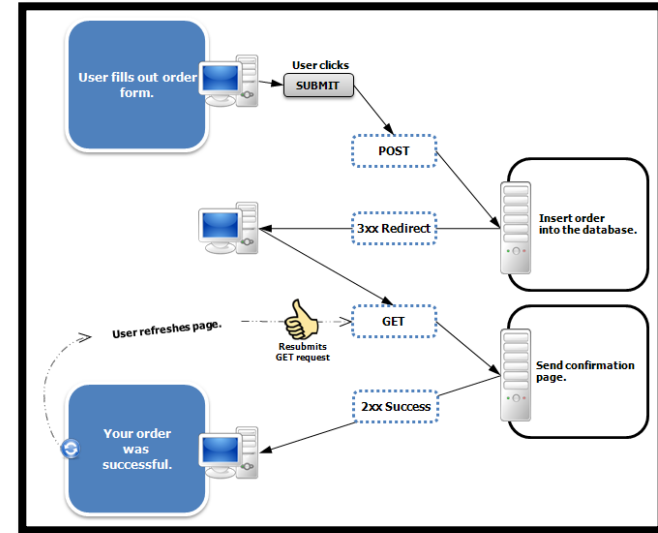 User fills out order
form.
User clicks
SUBMIT
POST
Insert order
into the database.
3xx Redirect
User refreshes page.
Resubmits
GET request
GET
Send confirmation
page.
2xx Success
Your order
was
successful.